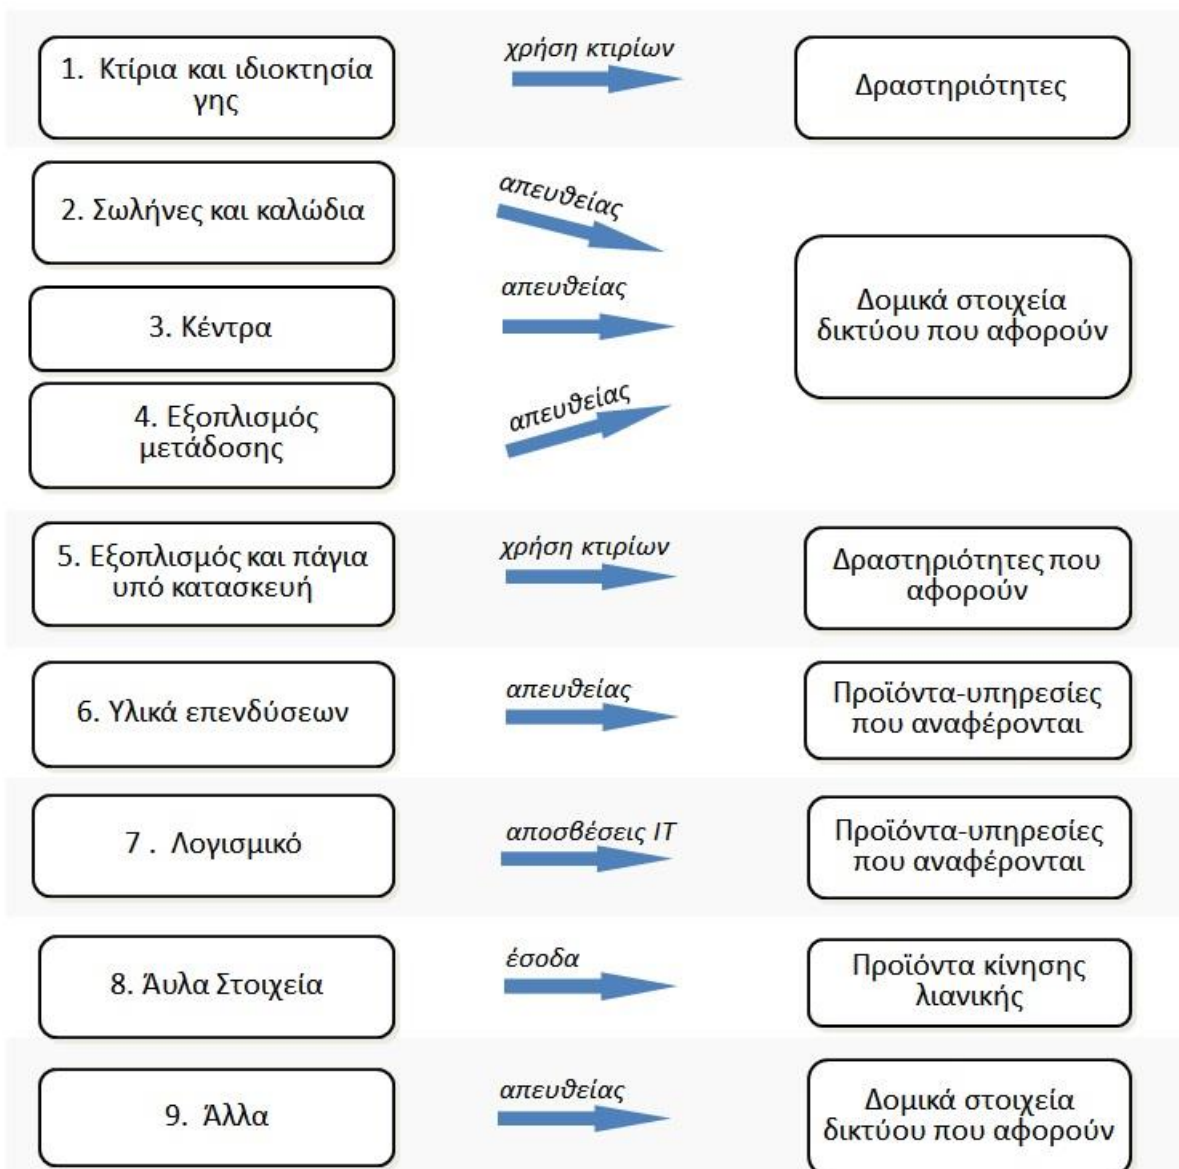 1. Κτίρια και ιδιοκτησία
γης
χρήση κτιρίων
Δραστηριότητες
2. Σωλήνες και καλώδια
απευθείας
3. Κέντρα
απευθείας
4. Εξοπλισμός
μετάδοσης
απευθείας
Δομικά στοιχεία
δικτύου που αφορούν
5. Εξοπλισμός και πάγια
υπό κατασκευή
χρήση κτιρίων
Δραστηριότητες που
αφορούν
6. Υλικά επενδύσεων
απευθείας
Προϊόντα-υπηρεσίες
που αναφέρονται
7 . Λογισμικό
αποσβέσεις IT
Προϊόντα-υπηρεσίες
που αναφέρονται
8. Άυλα Στοιχεία
έσοδα
Προϊόντα κίνησης
λιανικής
9. Άλλα
απευθείας
Δομικά στοιχεία
δικτύου που αφορούν